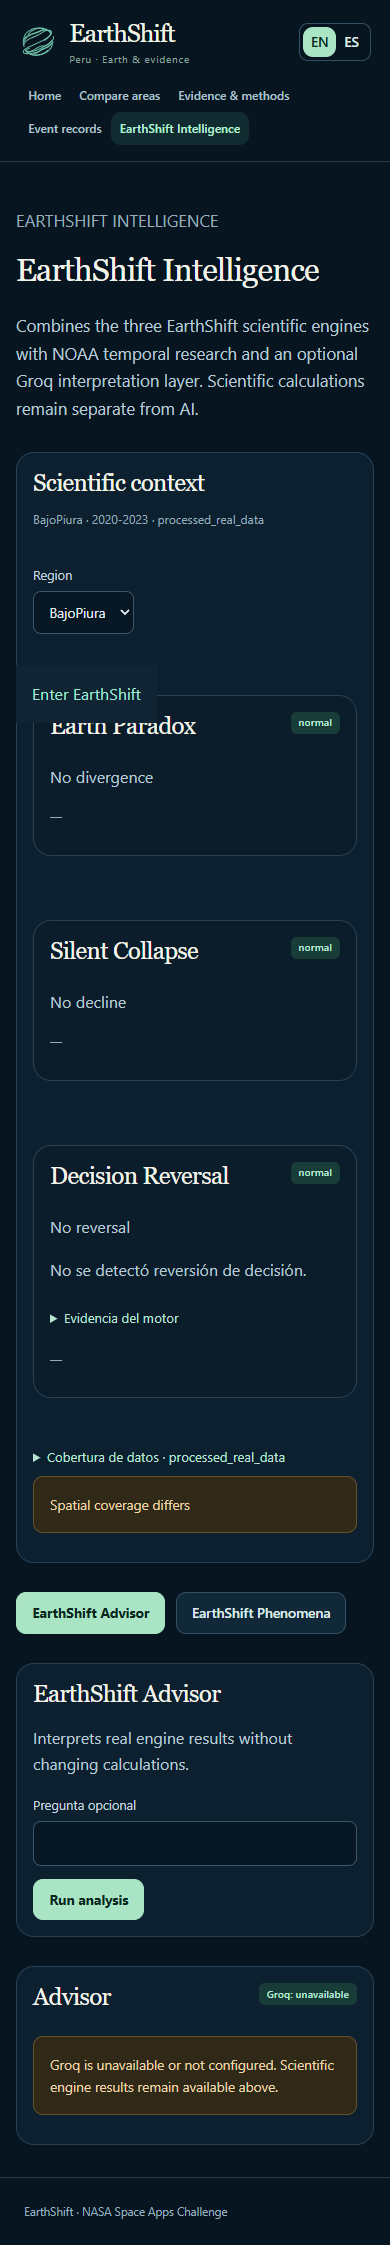 EarthShift
Peru · Earth & evidence
EN ES
Home Compare areas Evidence & methods
Event records EarthShift Intelligence
EARTHSHIFT INTELLIGENCE
EarthShift Intelligence
Combines the three EarthShift scientific engines
with NOAA temporal research and an optional
Groq interpretation layer. Scientific calculations
remain separate from AI.
Scientific context
BajoPiura · 2020-2023 · processed_real_data
Region
BajoPiura
Enter EarthShift
Earth Paradox normal
No divergence
—
Silent Collapse normal
No decline
—
Decision Reversal normal
No reversal
No se detectó reversión de decisión.
Evidencia del motor
—
Cobertura de datos · processed_real_data
Spatial coverage differs
EarthShift Advisor EarthShift Phenomena
EarthShift Advisor
Interprets real engine results without
changing calculations.
Pregunta opcional
Run analysis
Advisor Groq: unavailable
Groq is unavailable or not configured. Scientific
engine results remain available above.
EarthShift · NASA Space Apps Challenge